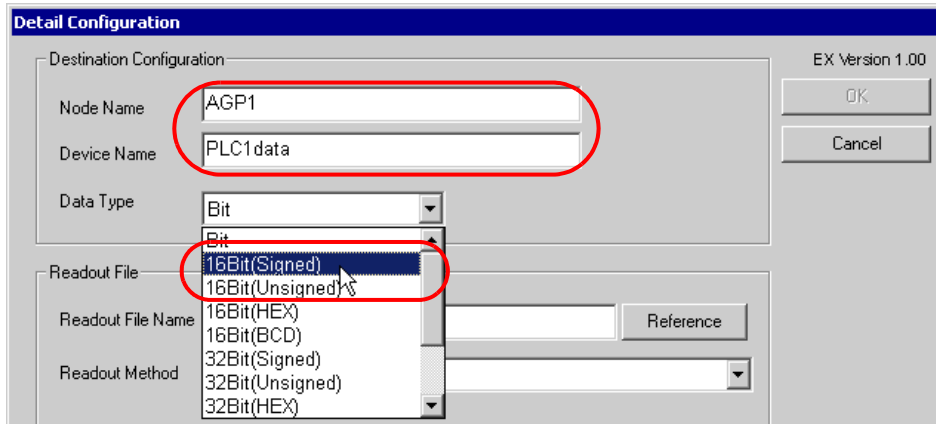 Detail Configuration
Destination Configuration
EX Version 1.00
Node Name
AGP1
OK
Device Name
PLC1data
Cancel
Data Type
Bit
Bit
16Bit(Signed)
16Bit(Unsigned)
16Bit(HEX)
16Bit(BCD)
32Bit(Signed)
32Bit(Unsigned)
32Bit(HEX)
Readout File
Readout File Name
Reference
Readout Method